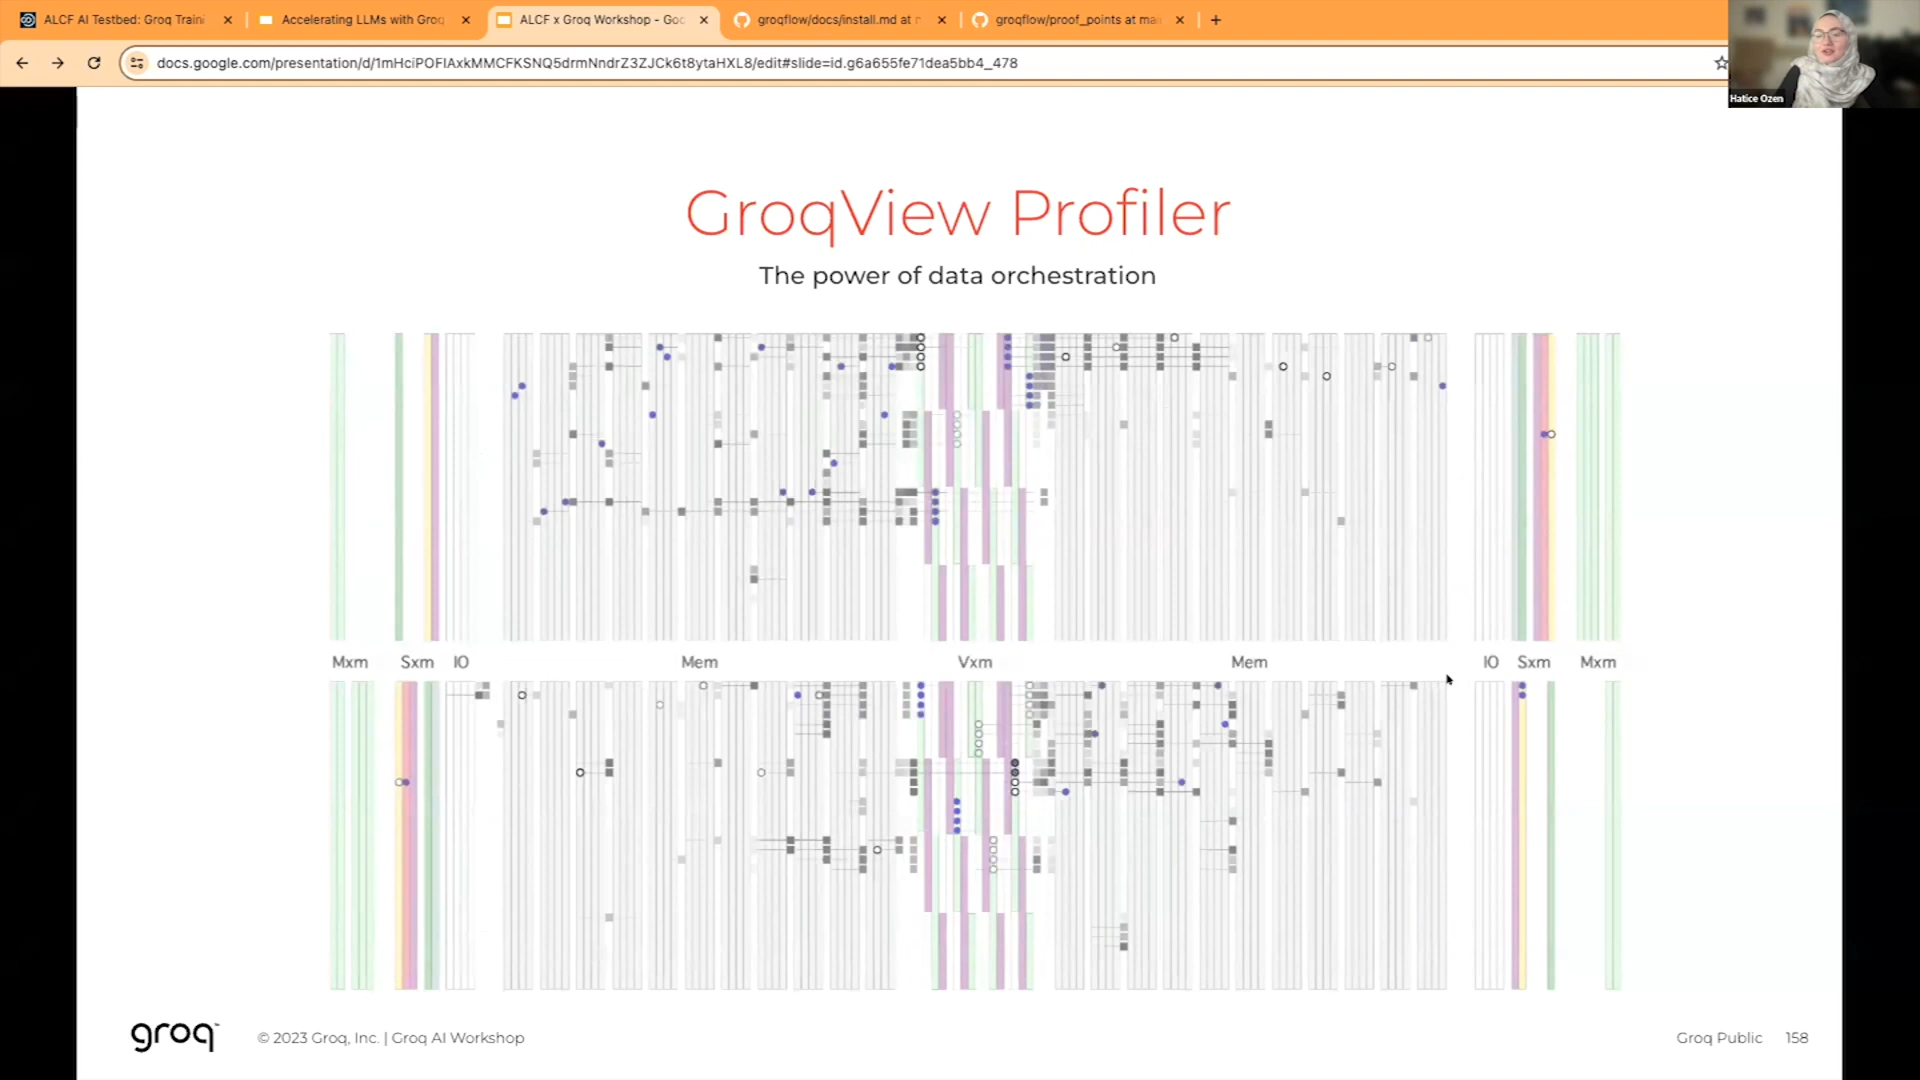 ALCF AI Testbed: Groq Traini
Accelerating LLMs with Groq
ALCF x Groq Workshop - Goo
groqflow/docs/install.md at
groqflow/proof_points at mai
docs.google.com/presentation/d/1mHciPOFIAxkMMCFKSNQ5drmNndrZ3ZJCk6t8ytaHXL8/edit#slide=id.g6a655fe71dea5bb4_478
Hatice Ozen
GroqView Profiler
The power of data orchestration
Mxm Sxm IO Mem Vxm Mem IO Sxm Mxm
groq
© 2023 Groq, Inc. | Groq AI Workshop
Groq Public 158